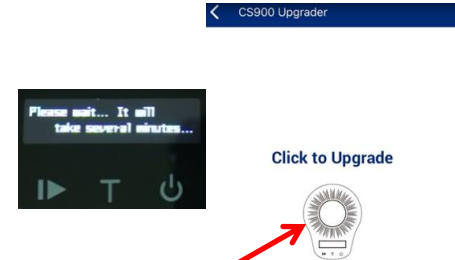 CS900 Upgrader
Please wait... It will
take several minutes...
T
Click to Upgrade